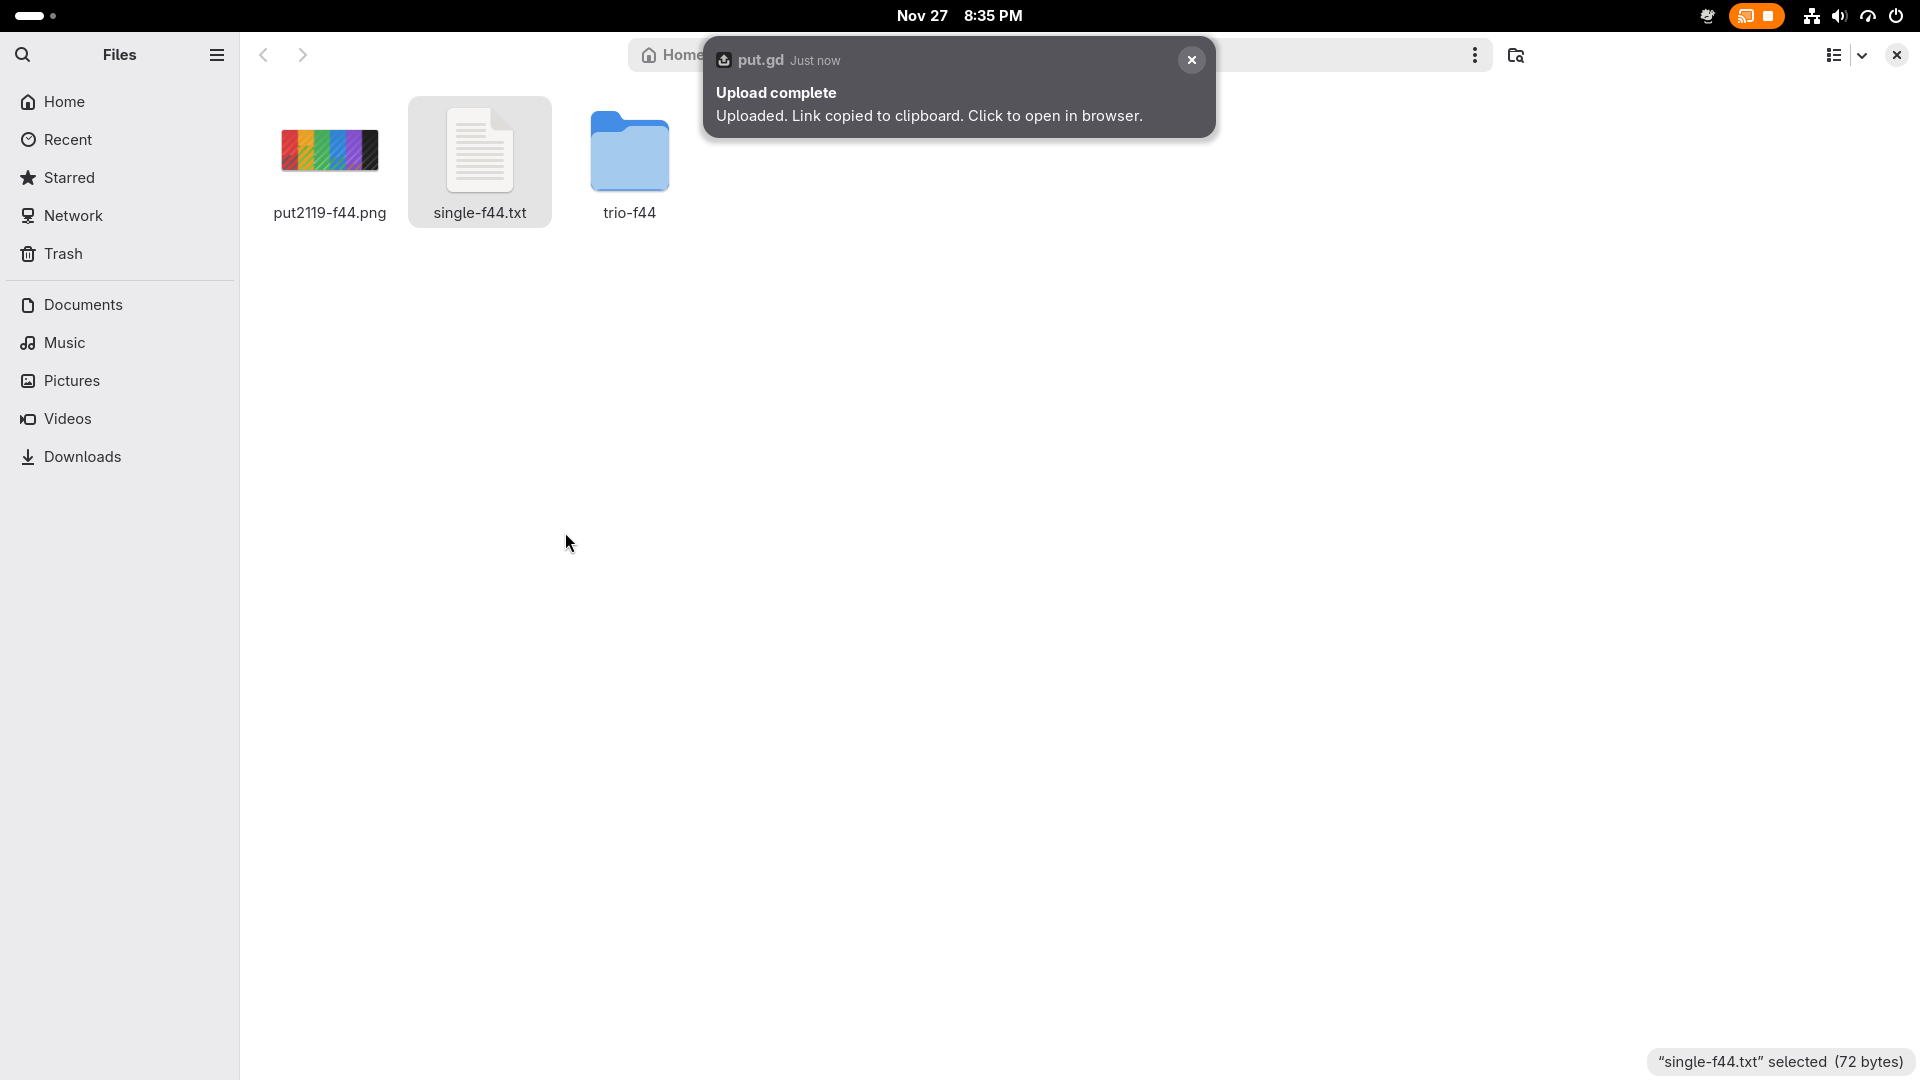 Nov 27 8:35 PM
Files
Home
put.gd Just now
Upload complete
Uploaded. Link copied to clipboard. Click to open in browser.
Home
Recent
Starred
Network
Trash
Documents
Music
Pictures
Videos
Downloads
put2119-f44.png
single-f44.txt
trio-f44
“single-f44.txt” selected (72 bytes)